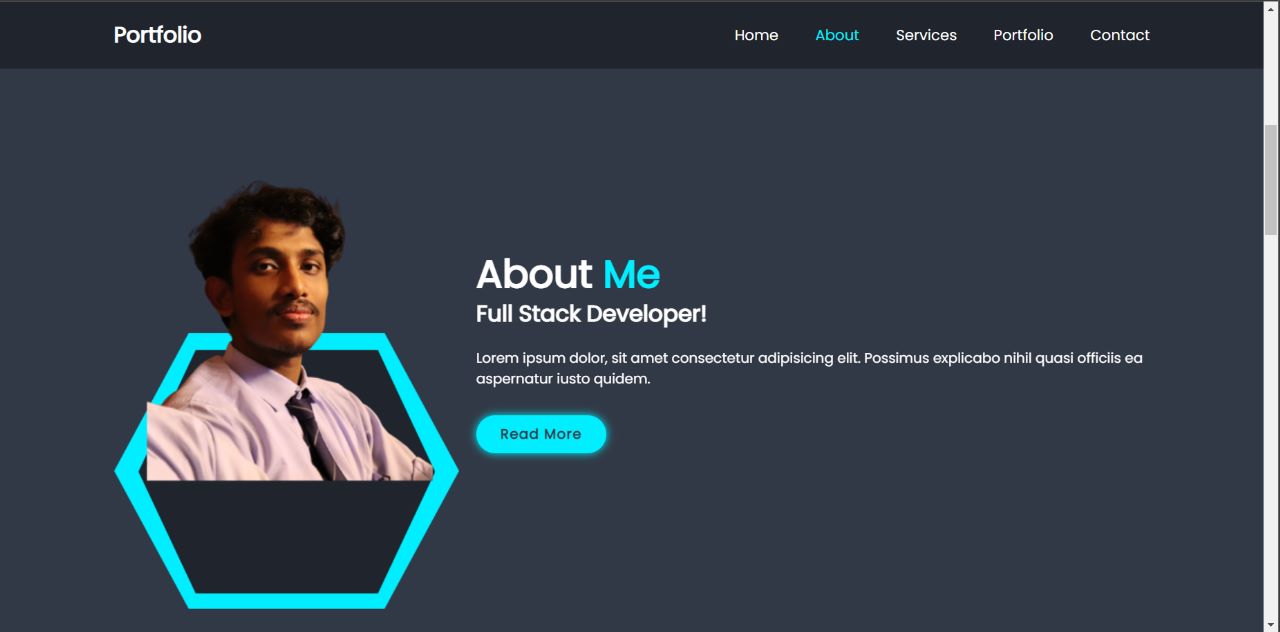 Portfolio
Home About Services Portfolio Contact
About Me
Full Stack Developer!
Lorem ipsum dolor, sit amet consectetur adipisicing elit. Possimus explicabo nihil quasi officiis ea
aspernatur iusto quidem.
Read More